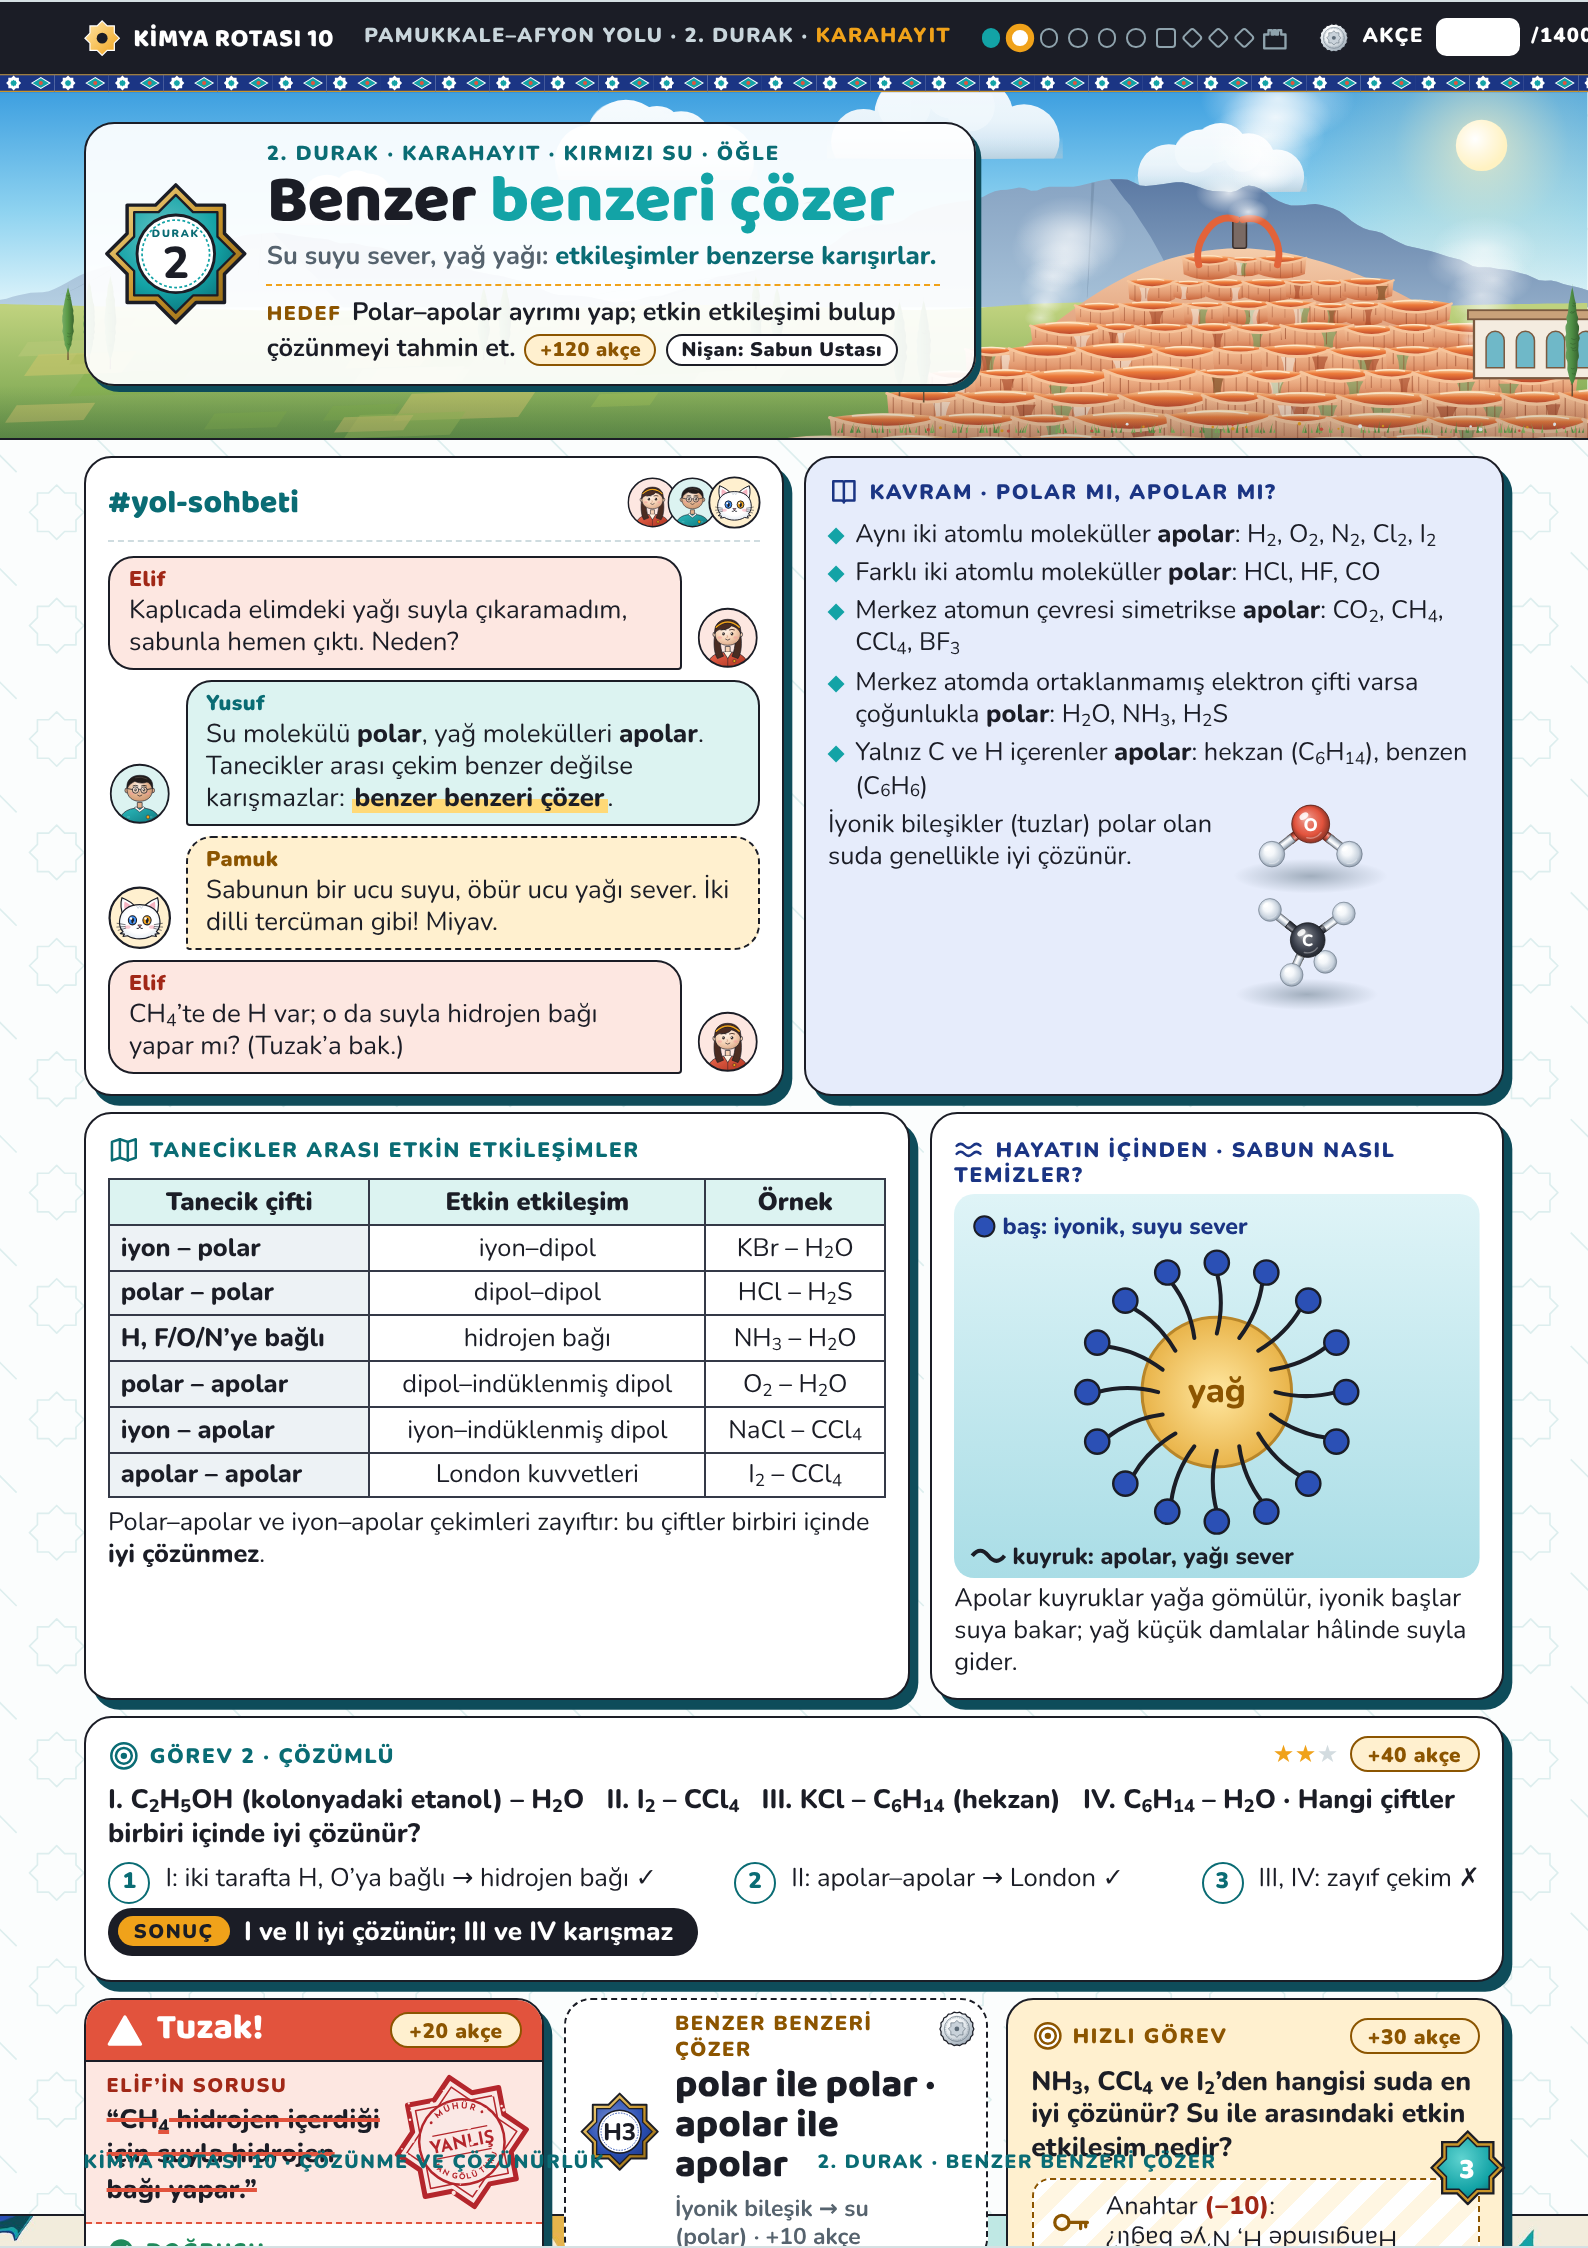 KİMYA ROTASI 10 PAMUKKALE–AFYON YOLU · 2. DURAK · KARAHAYIT AKÇE /1400
2. DURAK · KARAHAYIT · KIRMIZI SU · ÖĞLE
DURAK
2
Benzer benzeri çözer
Su suyu sever, yağ yağı: etkileşimler benzerse karışırlar.
HEDEF Polar–apolar ayrımı yap; etkin etkileşimi bulup
çözünmeyi tahmin et. +120 akçe Nişan: Sabun Ustası
#yol-sohbeti
Elif
Kaplıcada elimdeki yağı suyla çıkaramadım,
sabunla hemen çıktı. Neden?
Yusuf
Su molekülü polar, yağ molekülleri apolar.
Tanecikler arası çekim benzer değilse
karışmazlar: benzer benzeri çözer.
Pamuk
Sabunun bir ucu suyu, öbür ucu yağı sever. İki
dilli tercüman gibi! Miyav.
Elif
CH₄’te de H var; o da suyla hidrojen bağı
yapar mı? (Tuzak’a bak.)
KAVRAM · POLAR MI, APOLAR MI?
◆ Aynı iki atomlu moleküller apolar: H₂, O₂, N₂, Cl₂, I₂
◆ Farklı iki atomlu moleküller polar: HCl, HF, CO
◆ Merkez atomun çevresi simetrikse apolar: CO₂, CH₄,
CCl₄, BF₃
◆ Merkez atomda ortaklanmamış elektron çifti varsa
çoğunlukla polar: H₂O, NH₃, H₂S
◆ Yalnız C ve H içerenler apolar: hekzan (C₆H₁₄), benzen
(C₆H₆)
İyonik bileşikler (tuzlar) polar olan
suda genellikle iyi çözünür.
O
C
TANECİKLER ARASI ETKİN ETKİLEŞİMLER
Tanecik çifti Etkin etkileşim Örnek
iyon – polar iyon–dipol KBr – H₂O
polar – polar dipol–dipol HCl – H₂S
H, F/O/N’ye bağlı hidrojen bağı NH₃ – H₂O
polar – apolar dipol–indüklenmiş dipol O₂ – H₂O
iyon – apolar iyon–indüklenmiş dipol NaCl – CCl₄
apolar – apolar London kuvvetleri I₂ – CCl₄
Polar–apolar ve iyon–apolar çekimleri zayıftır: bu çiftler birbiri içinde
iyi çözünmez.
HAYATIN İÇİNDEN · SABUN NASIL
TEMİZLER?
baş: iyonik, suyu sever
yağ
kuyruk: apolar, yağı sever
Apolar kuyruklar yağa gömülür, iyonik başlar
suya bakar; yağ küçük damlalar hâlinde suyla
gider.
GÖREV 2 · ÇÖZÜMLÜ ★★★ +40 akçe
I. C₂H₅OH (kolonyadaki etanol) – H₂O II. I₂ – CCl₄ III. KCl – C₆H₁₄ (hekzan) IV. C₆H₁₄ – H₂O · Hangi çiftler
birbiri içinde iyi çözünür?
1 I: iki tarafta H, O’ya bağlı → hidrojen bağı ✓ 2 II: apolar–apolar → London ✓ 3 III, IV: zayıf çekim ✗
SONUÇ I ve II iyi çözünür; III ve IV karışmaz
Tuzak! +20 akçe
ELİF’İN SORUSU
“CH₄ hidrojen içerdiği
için suyla hidrojen
bağı yapar.”
MÜHÜR
YANLIŞ
H3
BENZER BENZERİ
ÇÖZER
polar ile polar ·
apolar ile
apolar
İyonik bileşik → su
(polar) · +10 akçe
HIZLI GÖREV +30 akçe
NH₃, CCl₄ ve I₂’den hangisi suda en
iyi çözünür? Su ile arasındaki etkin
etkileşim nedir?
Anahtar (−10):
Hangisinde H, N’ye bağlı?
KİMYA ROTASI 10 · ÇÖZÜNME VE ÇÖZÜNÜRLÜK 2. DURAK · BENZER BENZERİ ÇÖZER 3